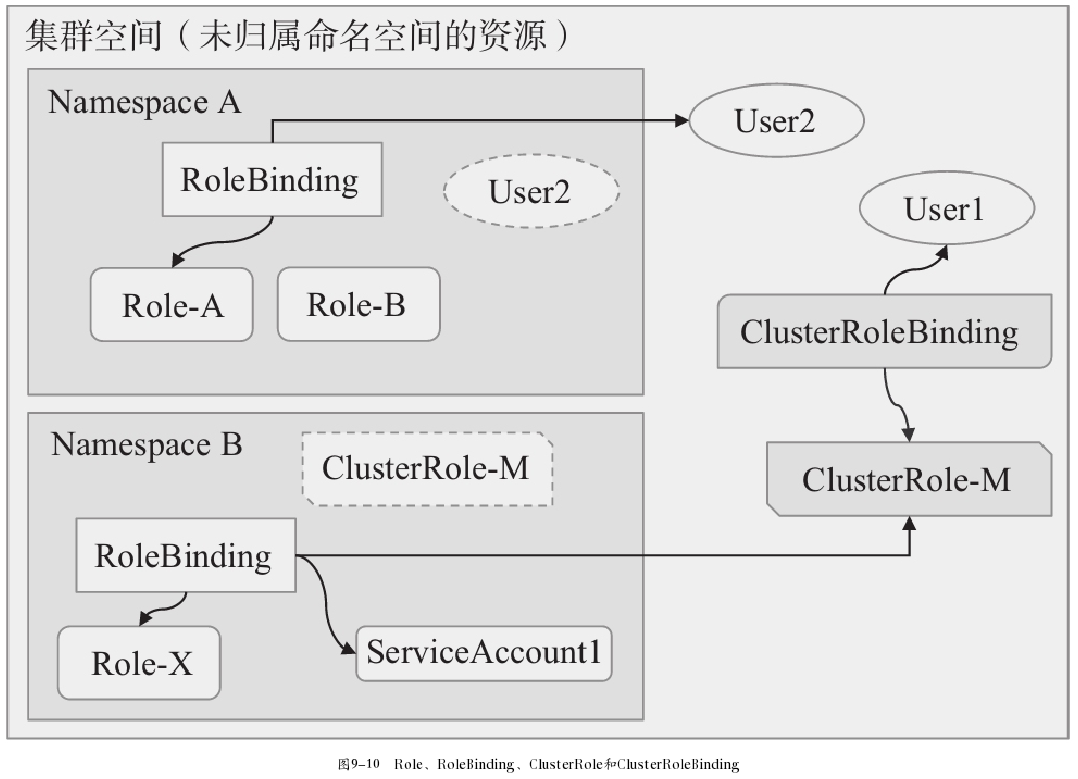 集群空间（未归属命名空间的资源）
Namespace A
User2
RoleBinding
User2
User1
Role-A
Role-B
ClusterRoleBinding
Namespace B
ClusterRole-M
ClusterRole-M
RoleBinding
ServiceAccount1
Role-X
图9-10 Role、RoleBinding、ClusterRole和ClusterRoleBinding